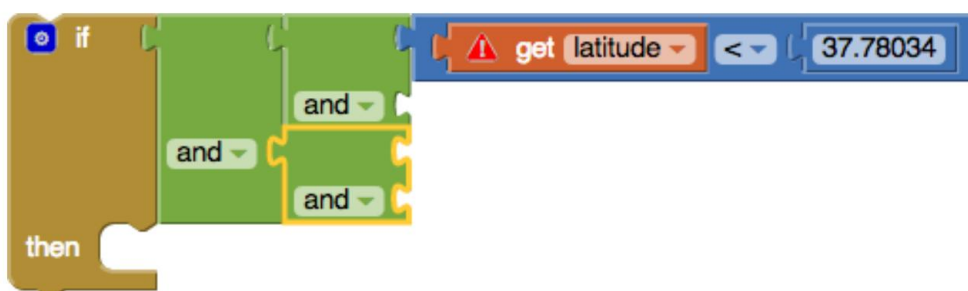 if get latitude < 37.78034
and
and
and
then